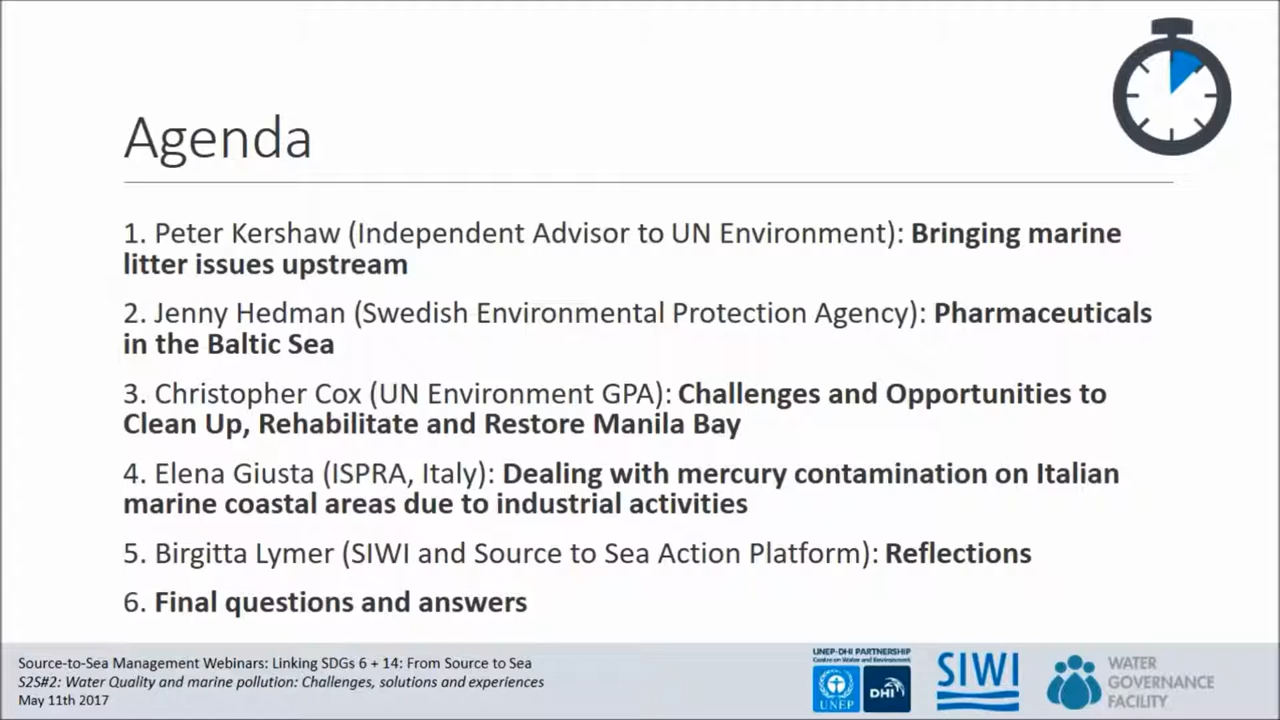 Agenda
1. Peter Kershaw (Independent Advisor to UN Environment): Bringing marine
litter issues upstream
2. Jenny Hedman (Swedish Environmental Protection Agency): Pharmaceuticals
in the Baltic Sea
3. Christopher Cox (UN Environment GPA): Challenges and Opportunities to
Clean Up, Rehabilitate and Restore Manila Bay
4. Elena Giusta (ISPRA, Italy): Dealing with mercury contamination on Italian
marine coastal areas due to industrial activities
5. Birgitta Lymer (SIWI and Source to Sea Action Platform): Reflections
6. Final questions and answers
Source-to-Sea Management Webinars: Linking SDGs 6 + 14: From Source to Sea
S2S#2: Water Quality and marine pollution: Challenges, solutions and experiences
May 11th 2017
UNEP-DHI PARTNERSHIP
Centre on Water and Environment
UNEP
DHI
SIWI
WATER
GOVERNANCE
FACILITY